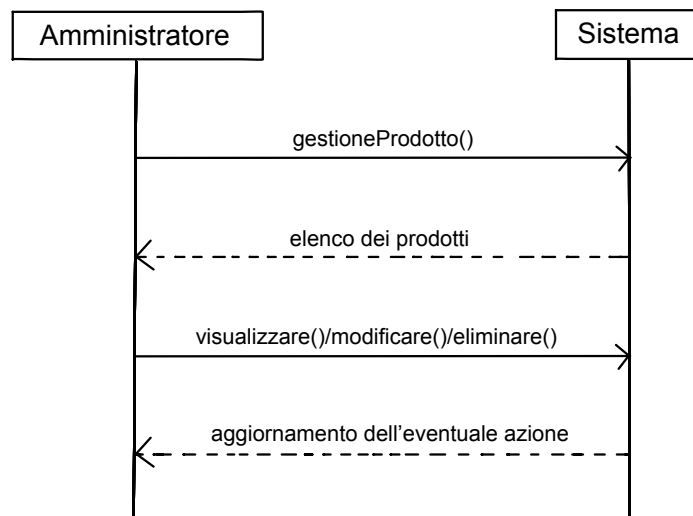 Amministratore
Sistema
gestioneProdotto()
elenco dei prodotti
visualizzare()/modificare()/eliminare()
aggiornamento dell’eventuale azione